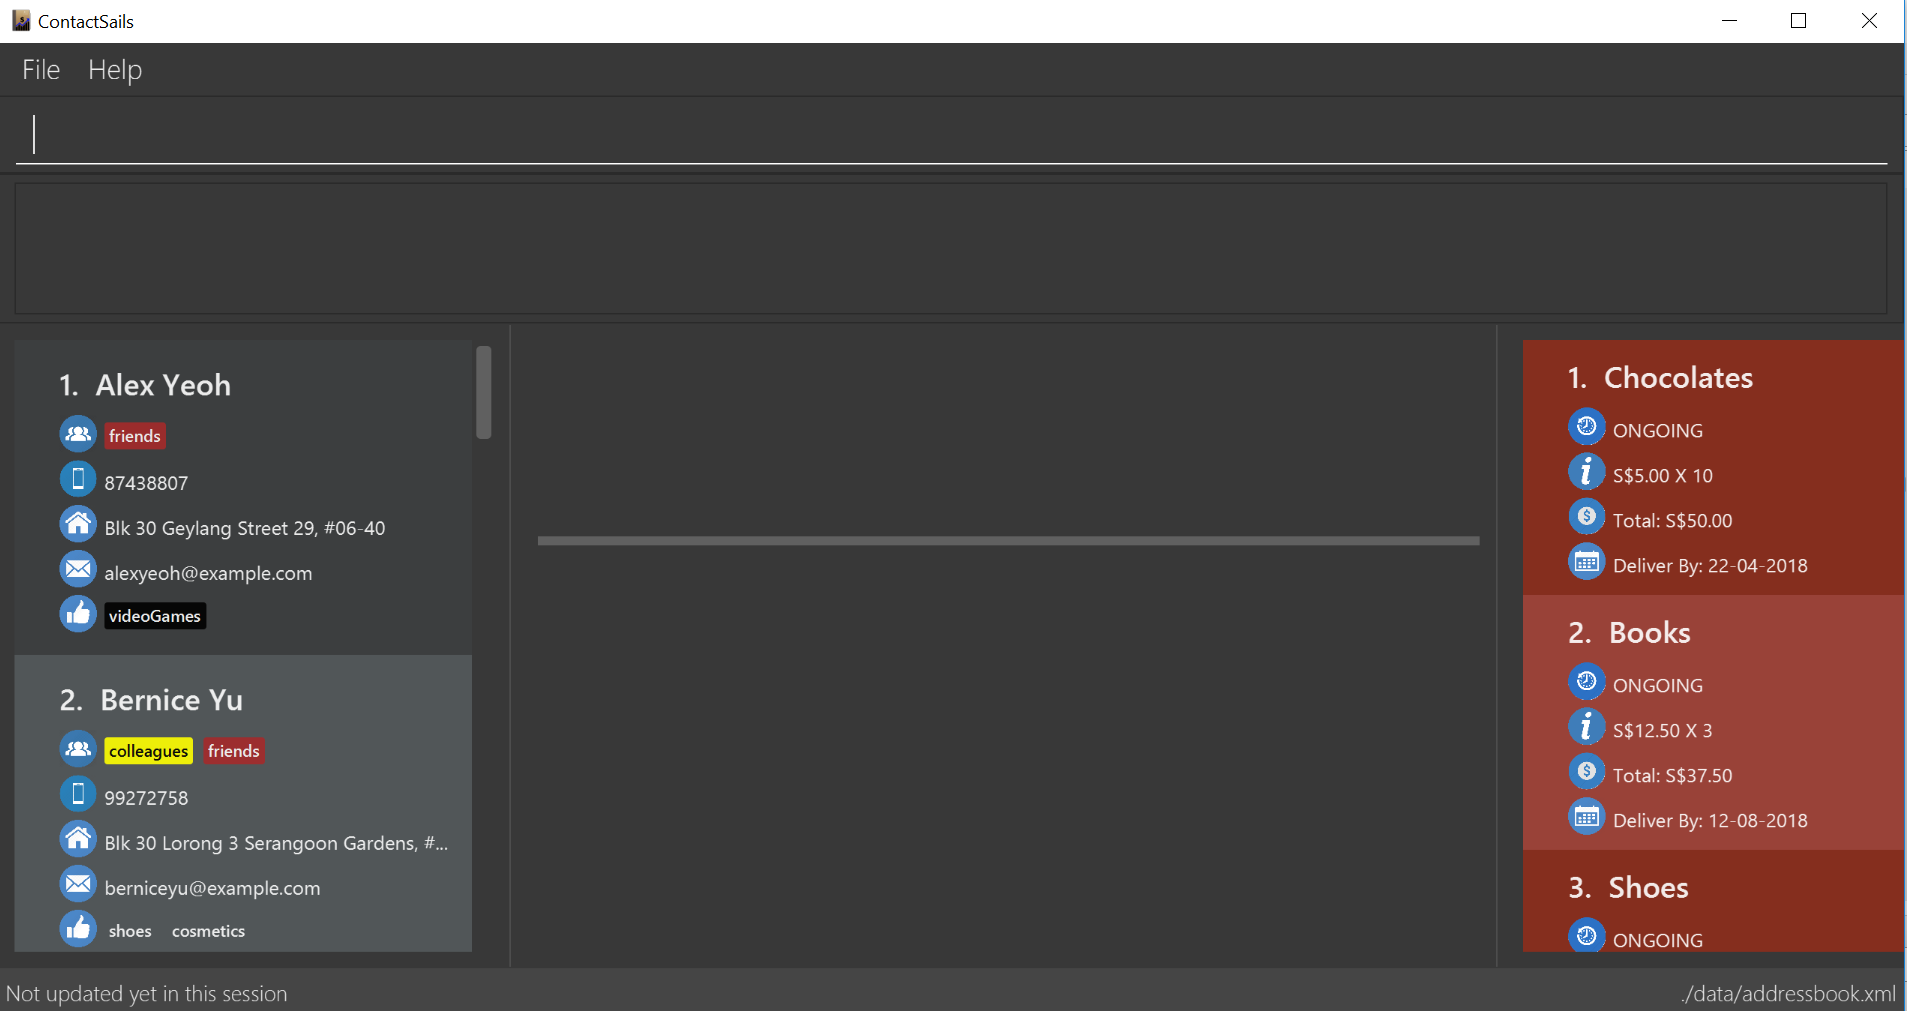 ContactSails
File Help
1. Alex Yeoh
friends
87438807
Blk 30 Geylang Street 29, #06-40
alexyeoh@example.com
videoGames
2. Bernice Yu
colleagues friends
99272758
Blk 30 Lorong 3 Serangoon Gardens, #...
berniceyu@example.com
shoes cosmetics
1. Chocolates
ONGOING
S$5.00 X 10
Total: S$50.00
Deliver By: 22-04-2018
2. Books
ONGOING
S$12.50 X 3
Total: S$37.50
Deliver By: 12-08-2018
3. Shoes
ONGOING
Not updated yet in this session
./data/addressbook.xml